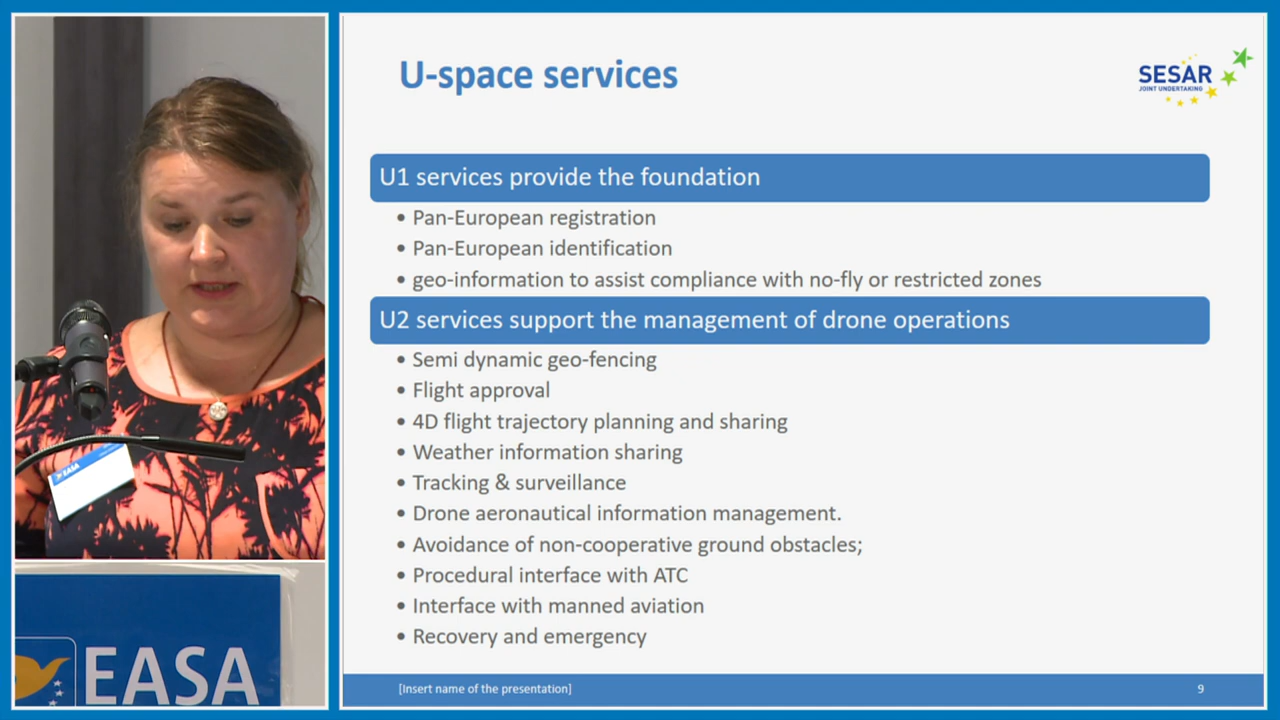 U-space services
SESAR
JOINT UNDERTAKING
U1 services provide the foundation
• Pan-European registration
• Pan-European identification
• geo-information to assist compliance with no-fly or restricted zones
U2 services support the management of drone operations
• Semi dynamic geo-fencing
• Flight approval
• 4D flight trajectory planning and sharing
• Weather information sharing
• Tracking & surveillance
• Drone aeronautical information management.
• Avoidance of non-cooperative ground obstacles;
• Procedural interface with ATC
• Interface with manned aviation
• Recovery and emergency
[Insert name of the presentation]
9
EASA
EASA